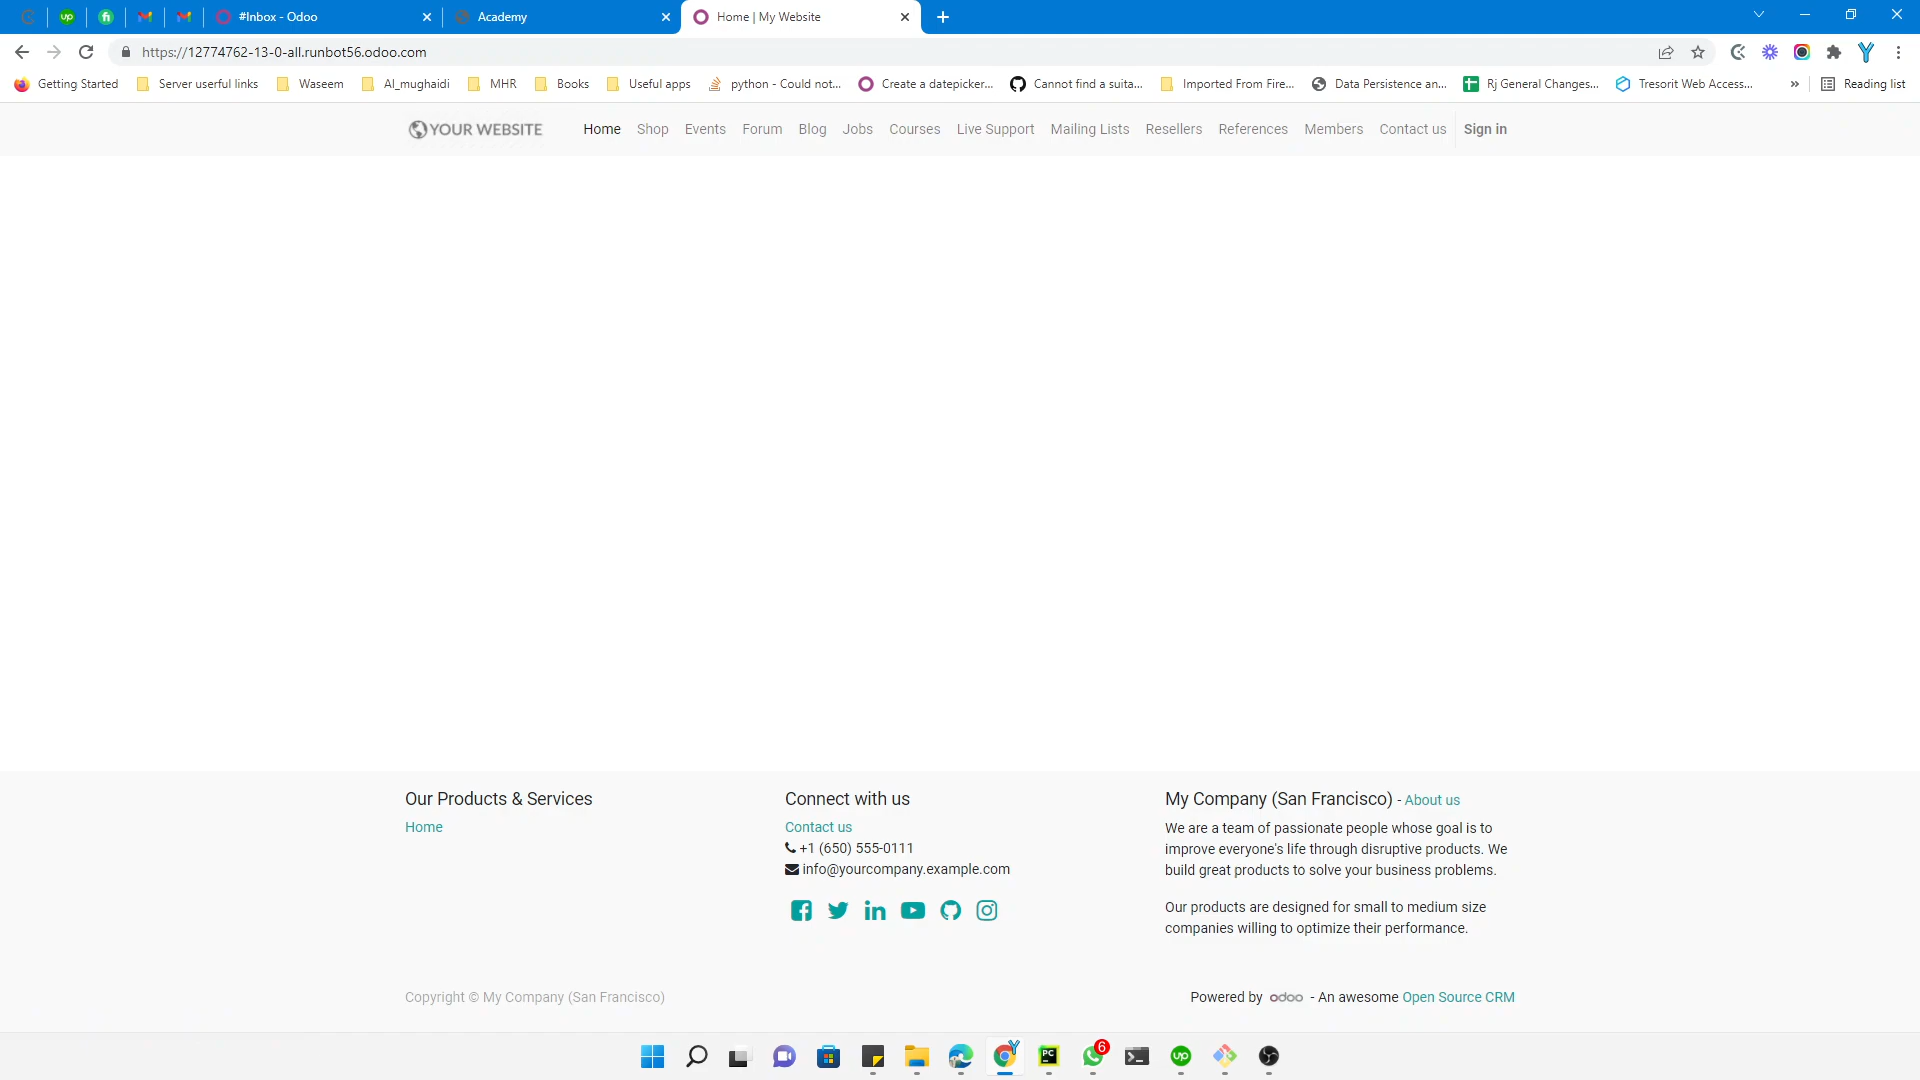 #Inbox - Odoo
Academy
Home | My Website
https://12774762-13-0-all.runbot56.odoo.com
Getting Started
Server userful links
Waseem
Al_mughaidi
MHR
Books
Useful apps
python - Could not...
Create a datepicker...
Cannot find a suita...
Imported From Fire...
Data Persistence an...
Rj General Changes...
Tresorit Web Access...
»
Reading list
YOUR WEBSITE
Home
Shop
Events
Forum
Blog
Jobs
Courses
Live Support
Mailing Lists
Resellers
References
Members
Contact us
Sign in
Our Products & Services
Home
Connect with us
Contact us
+1 (650) 555-0111
info@yourcompany.example.com
My Company (San Francisco) - About us
We are a team of passionate people whose goal is to
improve everyone's life through disruptive products. We
build great products to solve your business problems.
Our products are designed for small to medium size
companies willing to optimize their performance.
Copyright © My Company (San Francisco)
Powered by odoo - An awesome Open Source CRM
6